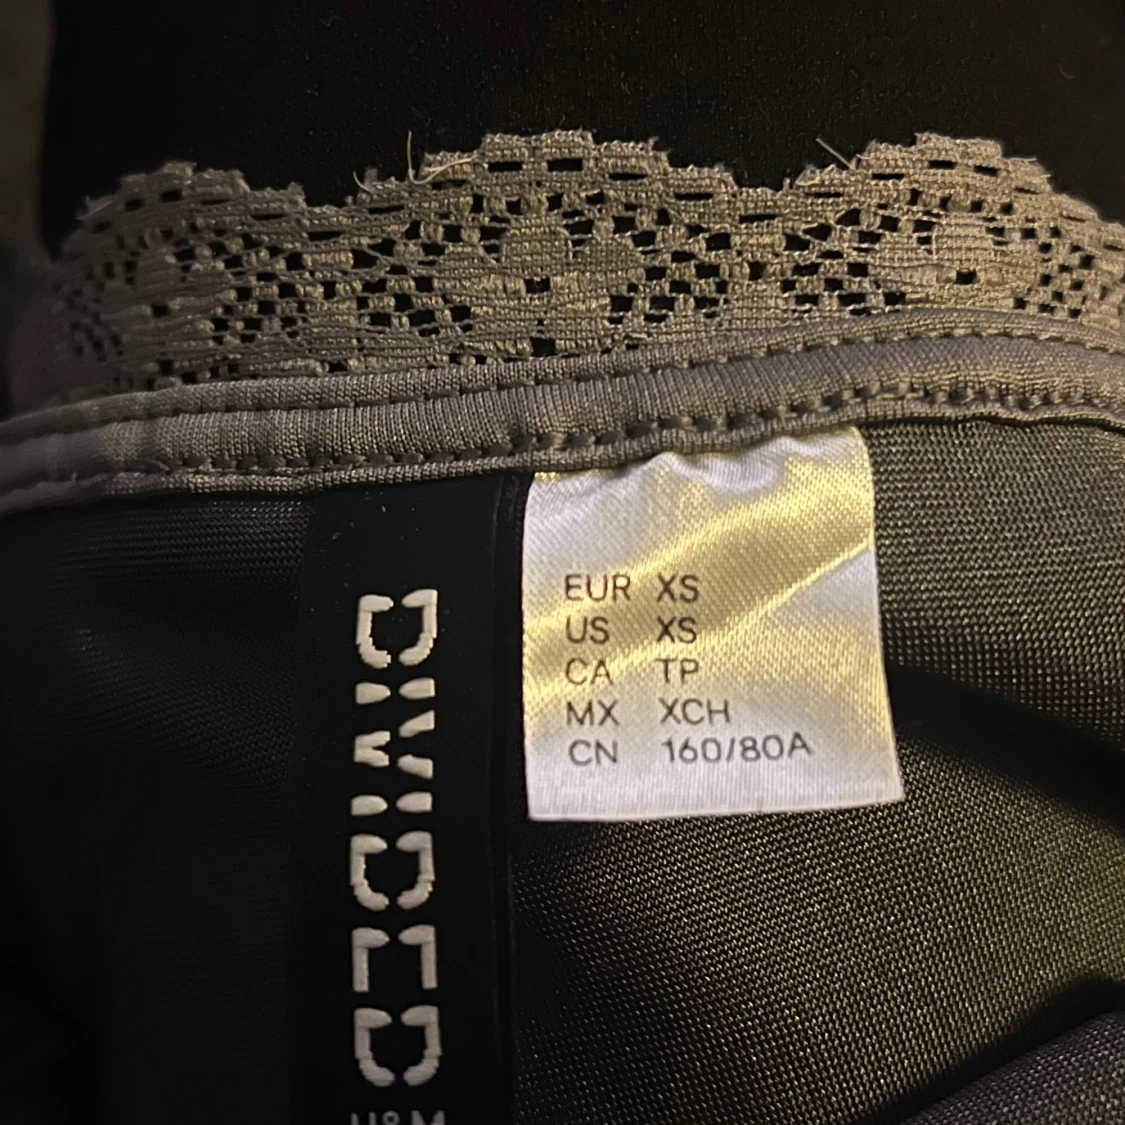 DIVIDED
H&M
EUR XS
US XS
CA TP
MX XCH
CN 160/80A